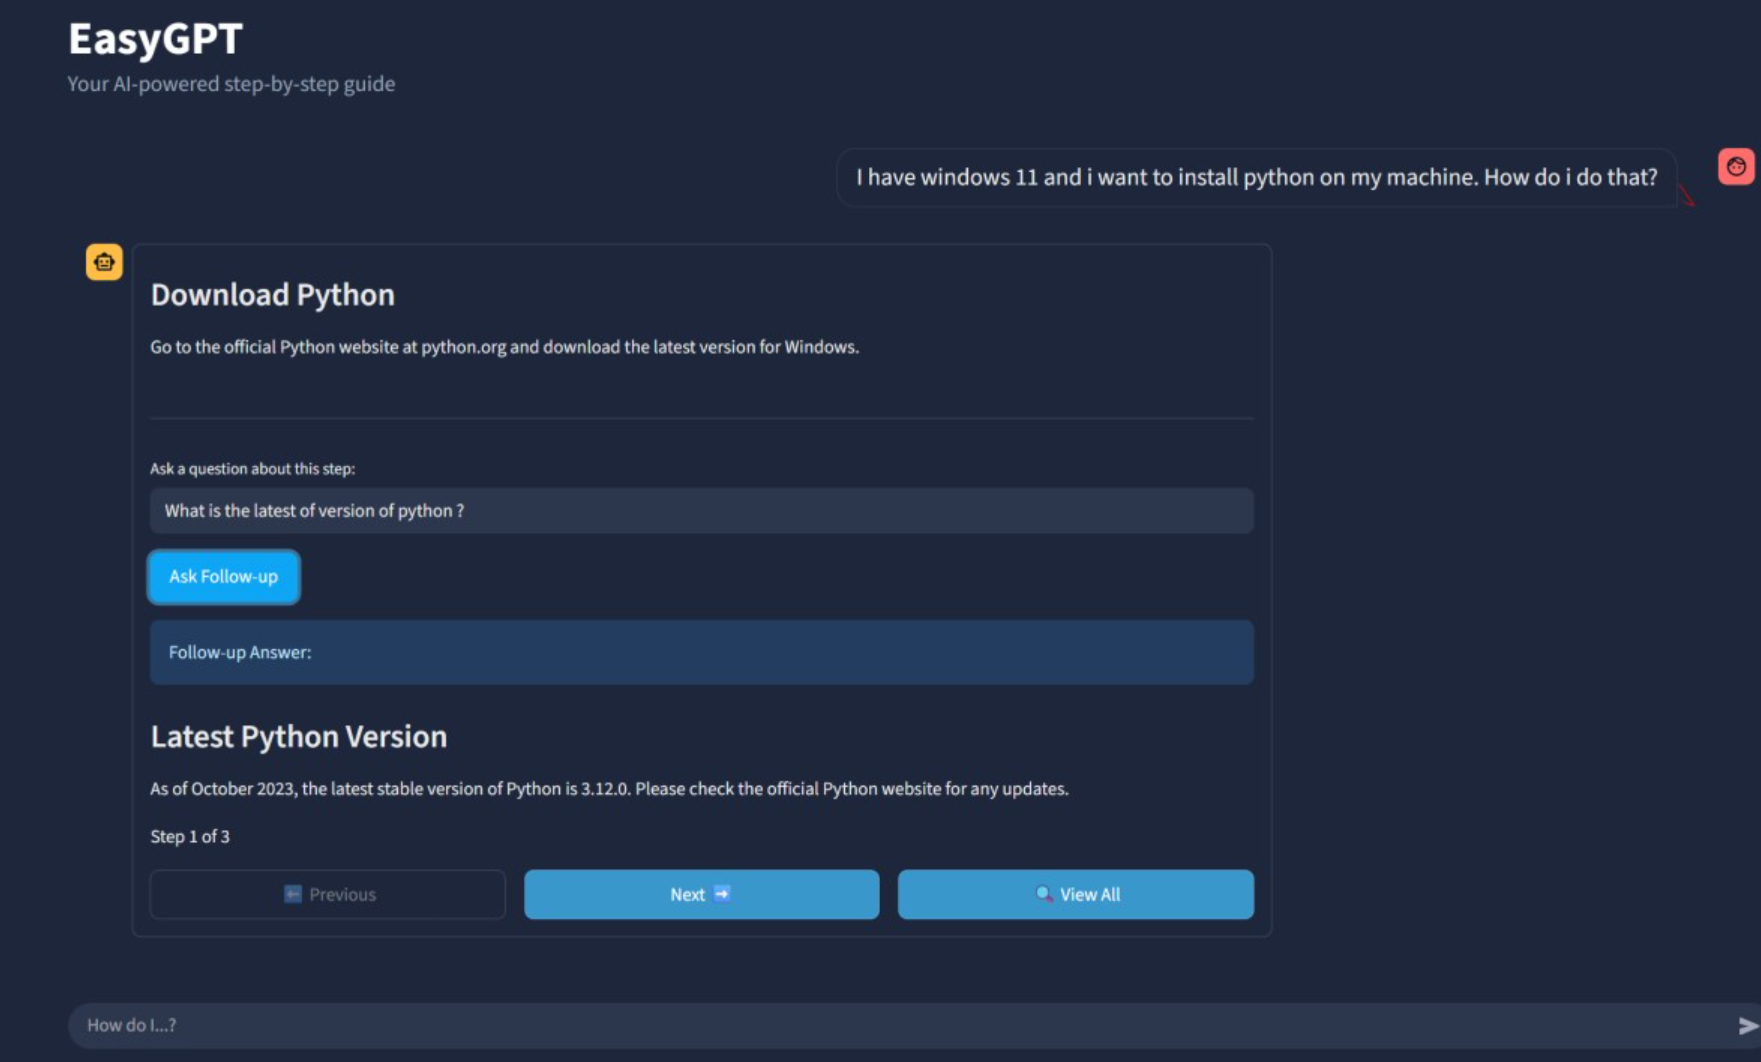 EasyGPT
Your AI-powered step-by-step guide
I have windows 11 and i want to install python on my machine. How do i do that?
Download Python
Go to the official Python website at python.org and download the latest version for Windows.
Ask a question about this step:
What is the latest of version of python ?
Ask Follow-up
Follow-up Answer:
Latest Python Version
As of October 2023, the latest stable version of Python is 3.12.0. Please check the official Python website for any updates.
Step 1 of 3
Previous
Next
View All
How do I...?